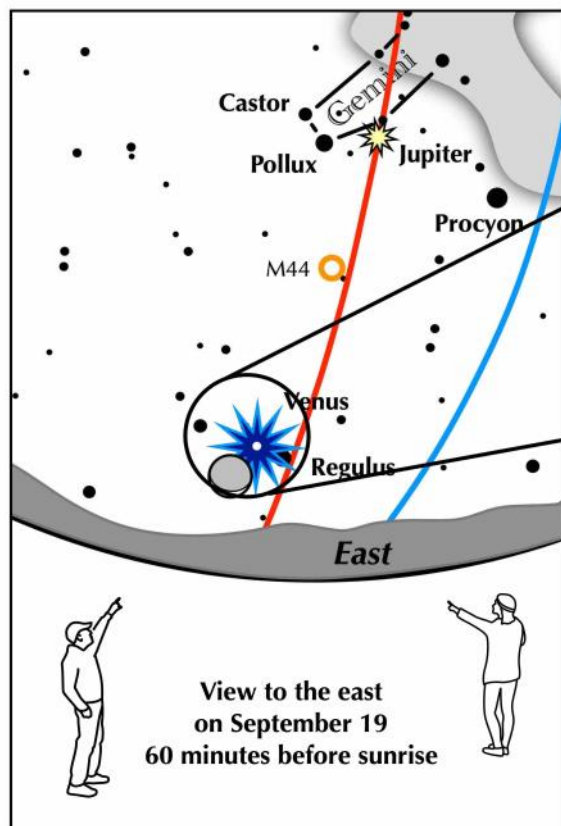 Gemini
Castor
Pollux
Jupiter
Procyon
M44
Venus
Regulus
East
View to the east
on September 19
60 minutes before sunrise